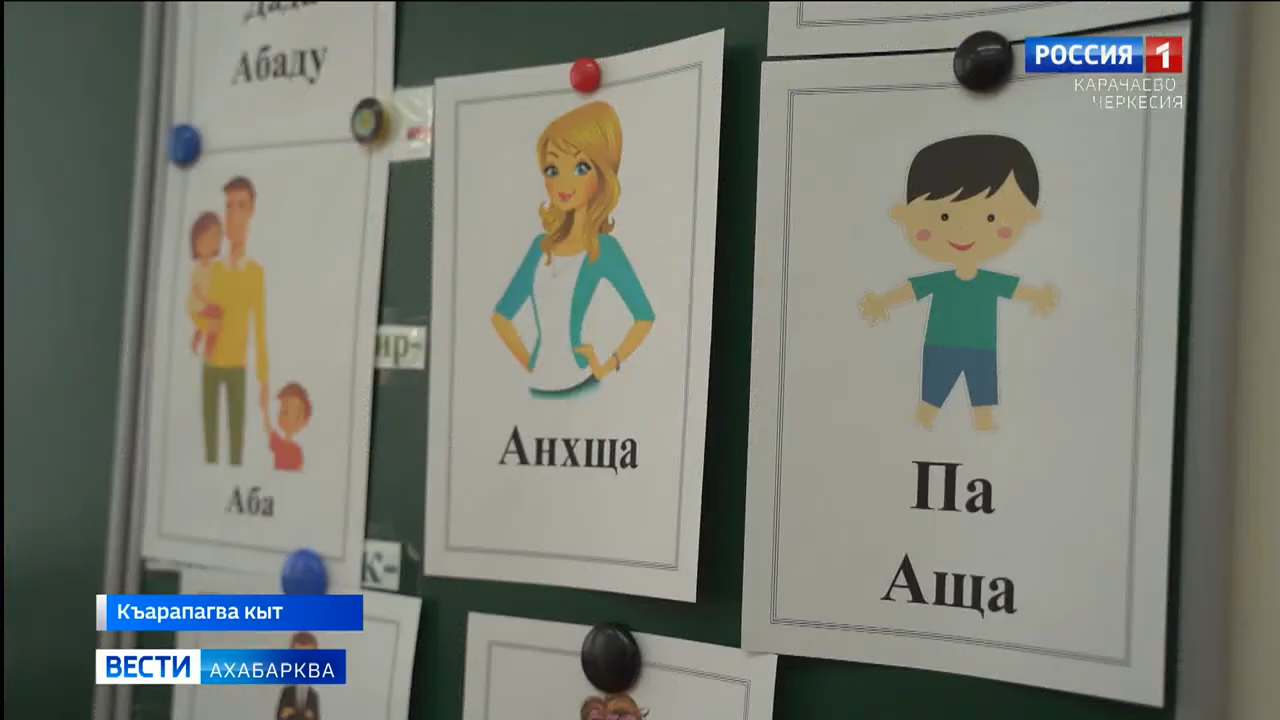 Абаду
РОССИЯ 1
КАРАЧАЕВО
ЧЕРКЕСИЯ
ир-
Анхща
Па
Аба
Аща
к-
Къарапагва кыт
ВЕСТИ АХАБАРКВА